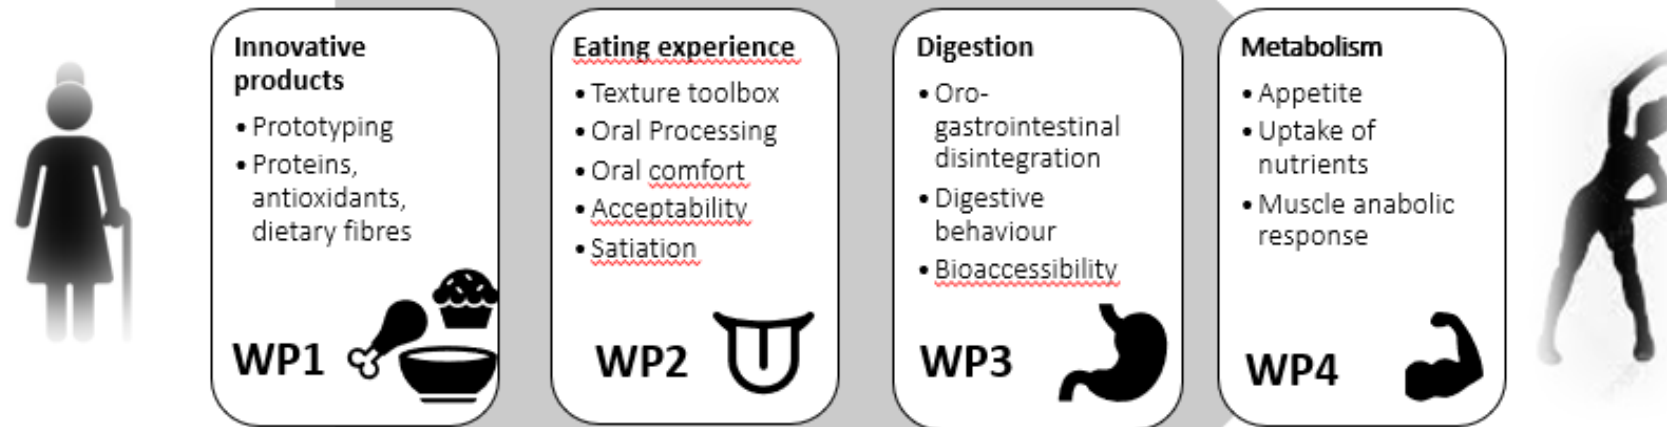 Innovative
products
• Prototyping
• Proteins,
antioxidants,
dietary fibres
WP1
Eating experience
• Texture toolbox
• Oral Processing
• Oral comfort
• Acceptability
• Satiation
WP2
Digestion
• Oro-
gastrointestinal
disintegration
• Digestive
behaviour
• Bioaccessibility
WP3
Metabolism
• Appetite
• Uptake of
nutrients
• Muscle anabolic
response
WP4